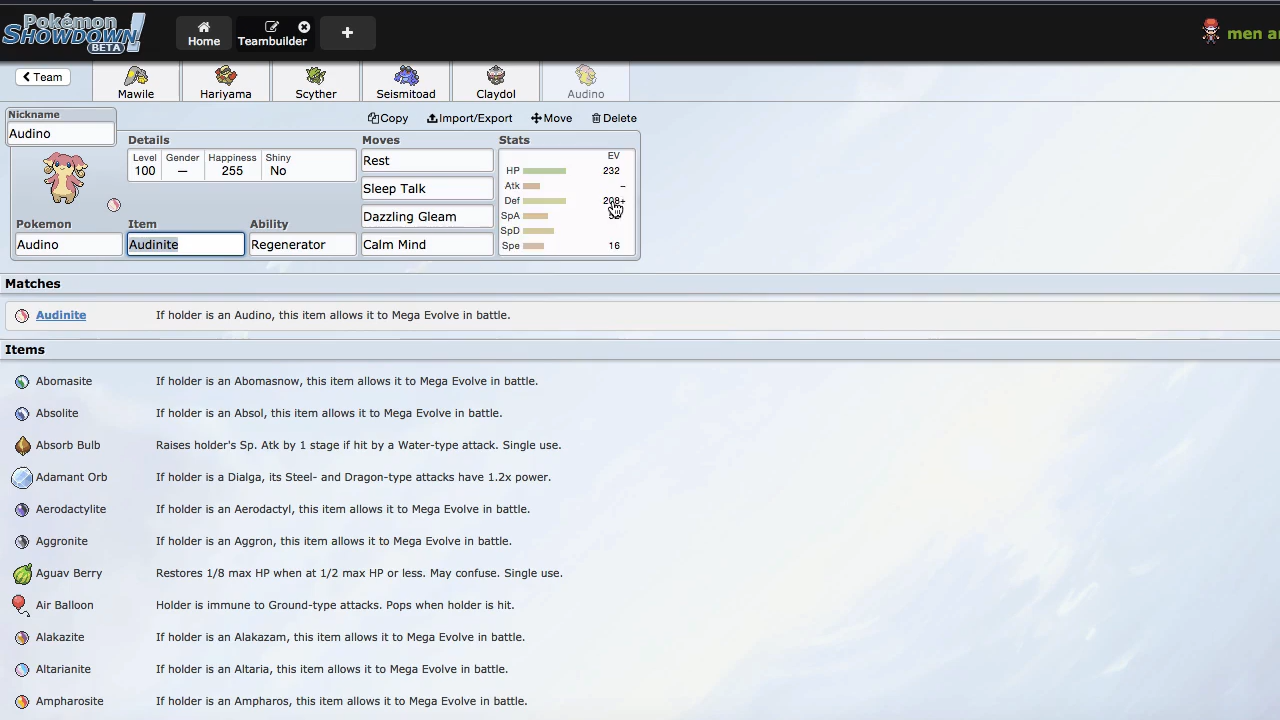 Pokémon
SHOWDOWN!
BETA
Home
Teambuilder
+
men a
< Team
Mawile
Hariyama
Scyther
Seismitoad
Claydol
Audino
Nickname
Audino
Copy Import/Export Move Delete
Details
Level Gender Happiness Shiny
100 — 255 No
Moves
Rest
Sleep Talk
Dazzling Gleam
Calm Mind
Stats
EV
HP 232
Atk –
Def 208+
SpA
SpD
Spe 16
Pokemon Item Ability
Audino Audinite Regenerator
Matches
Audinite If holder is an Audino, this item allows it to Mega Evolve in battle.
Items
Abomasite If holder is an Abomasnow, this item allows it to Mega Evolve in battle.
Absolite If holder is an Absol, this item allows it to Mega Evolve in battle.
Absorb Bulb Raises holder's Sp. Atk by 1 stage if hit by a Water-type attack. Single use.
Adamant Orb If holder is a Dialga, its Steel- and Dragon-type attacks have 1.2x power.
Aerodactylite If holder is an Aerodactyl, this item allows it to Mega Evolve in battle.
Aggronite If holder is an Aggron, this item allows it to Mega Evolve in battle.
Aguav Berry Restores 1/8 max HP when at 1/2 max HP or less. May confuse. Single use.
Air Balloon Holder is immune to Ground-type attacks. Pops when holder is hit.
Alakazite If holder is an Alakazam, this item allows it to Mega Evolve in battle.
Altarianite If holder is an Altaria, this item allows it to Mega Evolve in battle.
Ampharosite If holder is an Ampharos, this item allows it to Mega Evolve in battle.